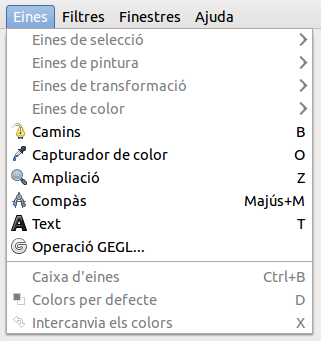 Eines Filtres Finestres Ajuda
Eines de selecció
Eines de pintura
Eines de transformació
Eines de color
Camins B
Capturador de color O
Ampliació Z
Compàs Majús+M
Text T
Operació GEGL...
Caixa d'eines Ctrl+B
Colors per defecte D
Intercanvia els colors X